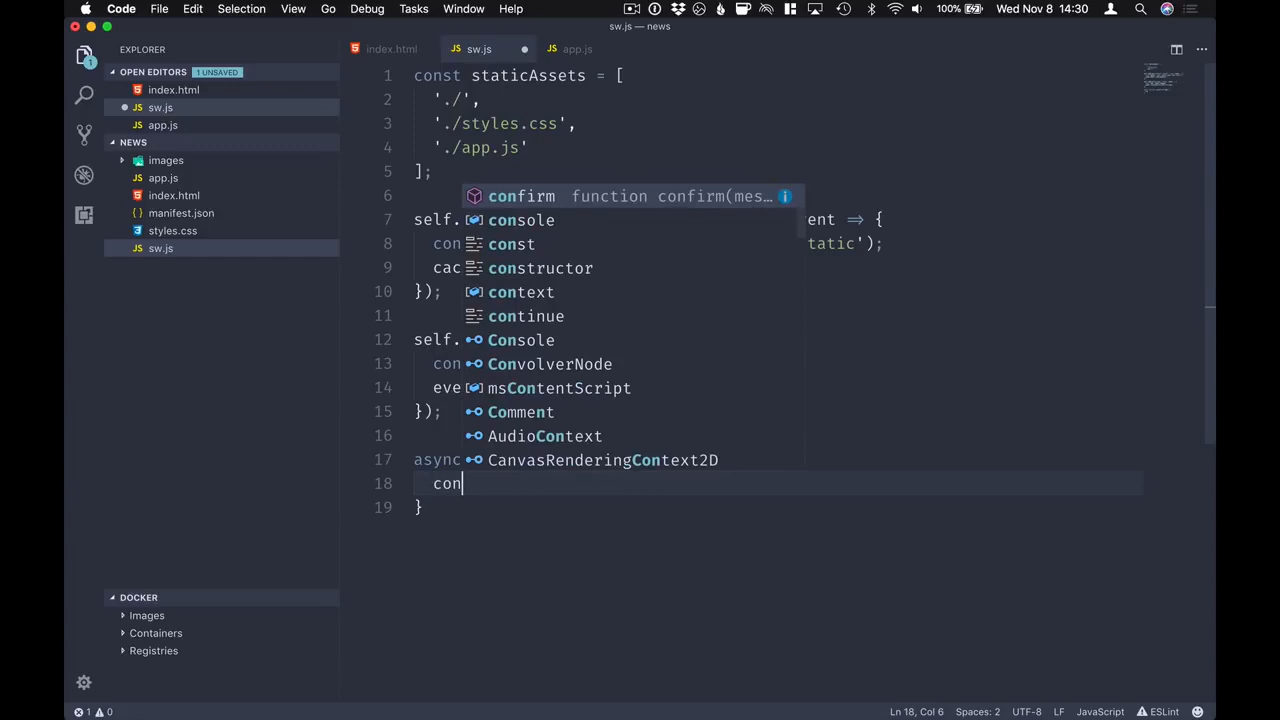 Code File Edit Selection View Go Debug Tasks Window Help 100% Wed Nov 8 14:30
sw.js — news
EXPLORER
OPEN EDITORS 1 UNSAVED
index.html
sw.js
app.js
NEWS
images
app.js
index.html
manifest.json
styles.css
sw.js
DOCKER
Images
Containers
Registries
index.html sw.js app.js
1 const staticAssets = [
2 './',
3 './styles.css',
4 './app.js'
5 ];
6
7 self. ent => {
8 con tatic');
9 cac
10 });
11
12 self.
13 con
14 eve
15 });
16
17 async
18 con
19 }
confirm function confirm(mes…
console
const
constructor
context
continue
Console
ConvolverNode
msContentScript
Comment
AudioContext
CanvasRenderingContext2D
1 0 Ln 18, Col 6 Spaces: 2 UTF-8 LF JavaScript ESLint